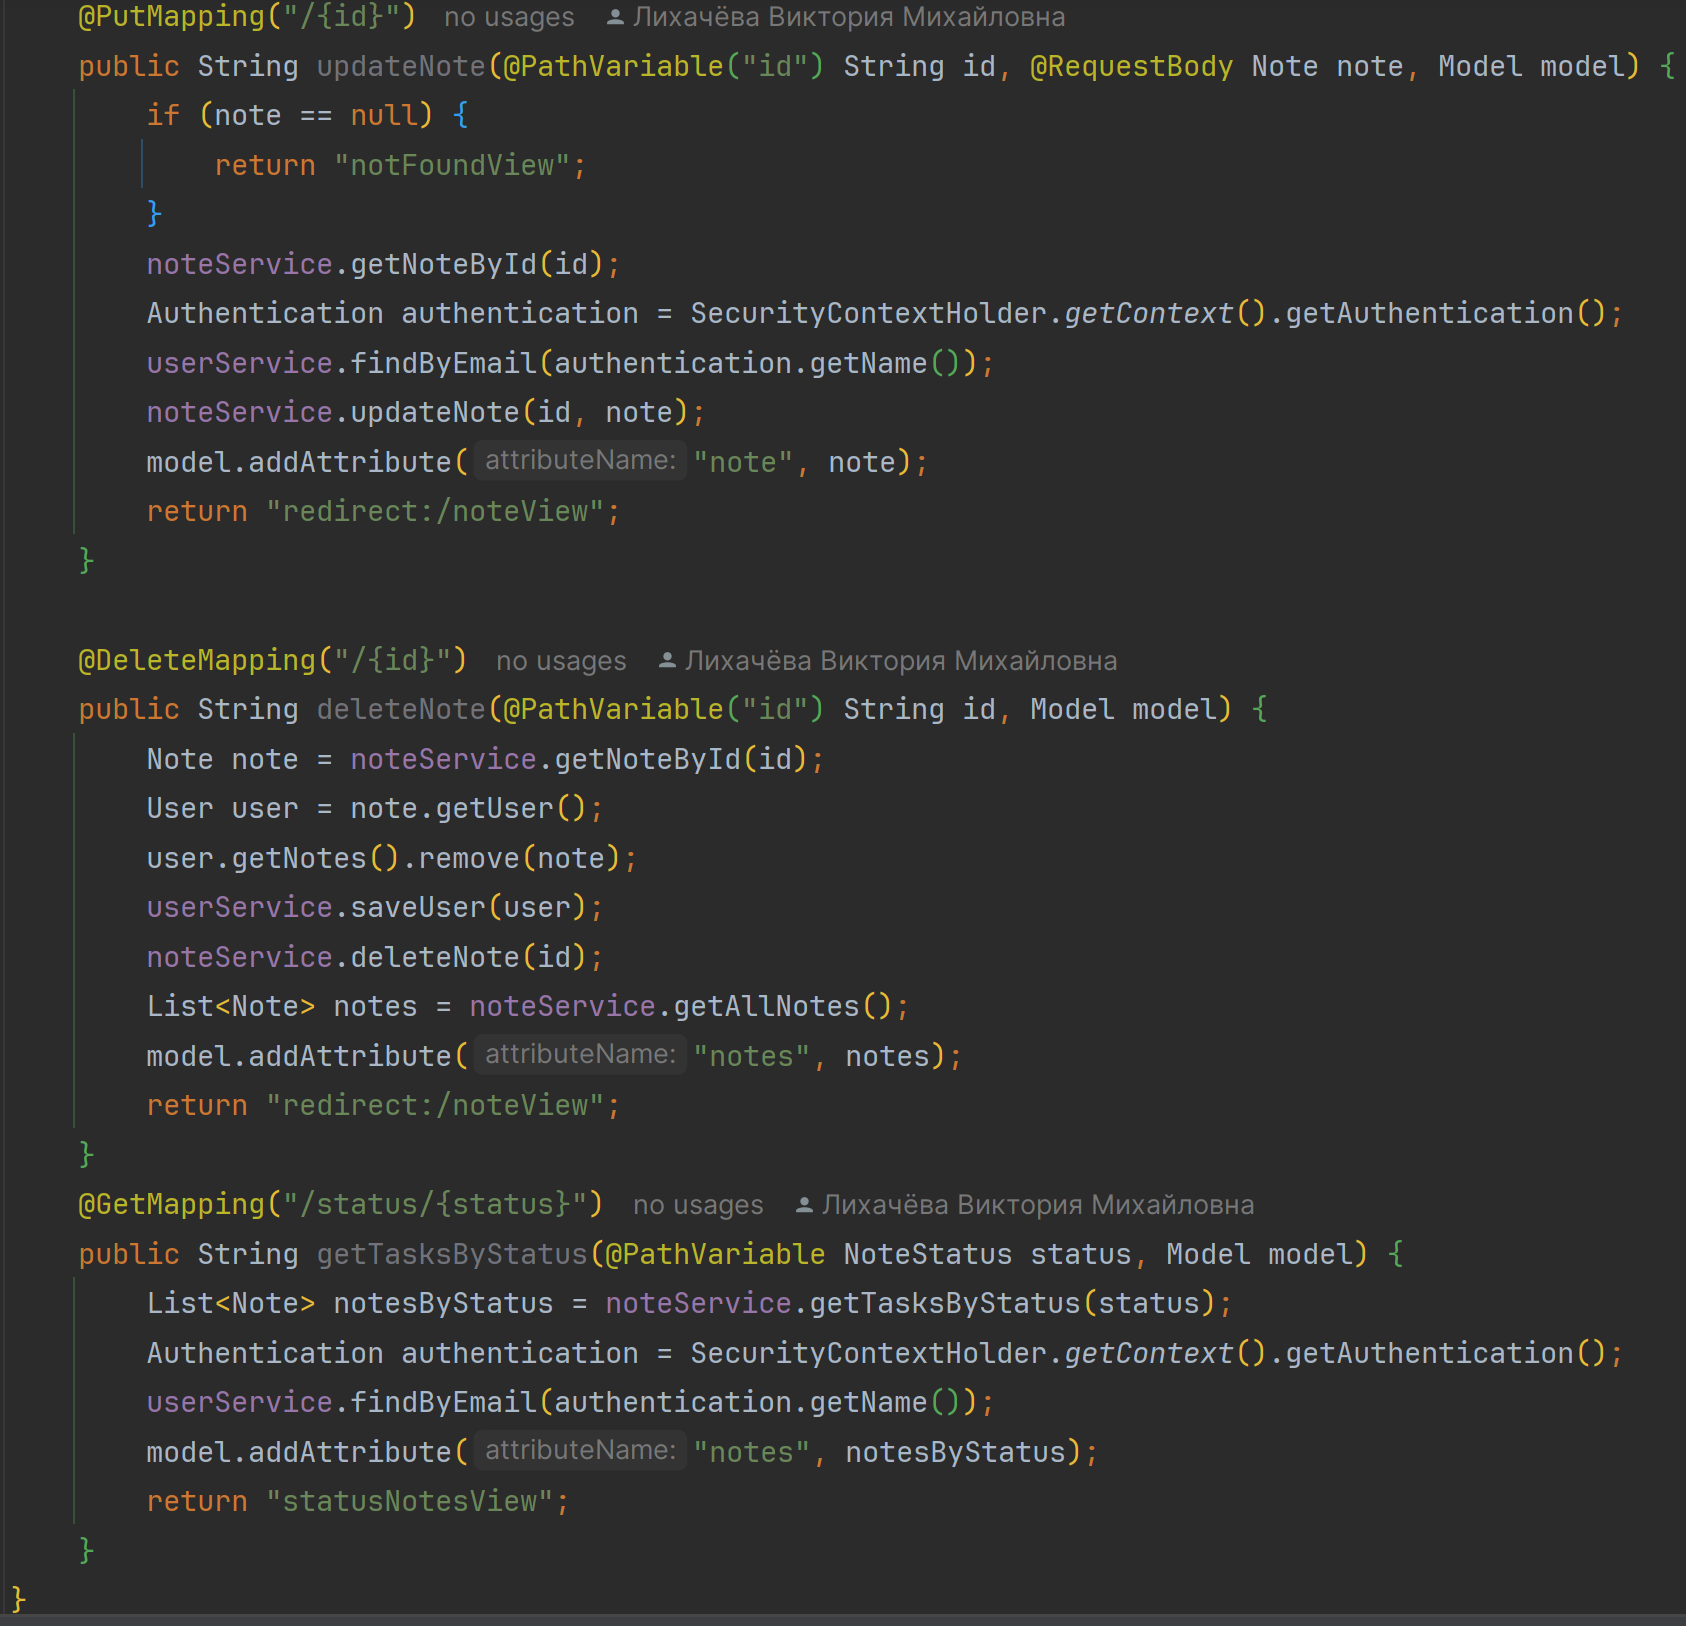 @PutMapping("/{id}") no usages Лихачёва Виктория Михайловна
public String updateNote(@PathVariable("id") String id, @RequestBody Note note, Model model) {
if (note == null) {
return "notFoundView";
}
noteService.getNoteById(id);
Authentication authentication = SecurityContextHolder.getContext().getAuthentication();
userService.findByEmail(authentication.getName());
noteService.updateNote(id, note);
model.addAttribute( attributeName: "note", note);
return "redirect:/noteView";
}
@DeleteMapping("/{id}") no usages Лихачёва Виктория Михайловна
public String deleteNote(@PathVariable("id") String id, Model model) {
Note note = noteService.getNoteById(id);
User user = note.getUser();
user.getNotes().remove(note);
userService.saveUser(user);
noteService.deleteNote(id);
List<Note> notes = noteService.getAllNotes();
model.addAttribute( attributeName: "notes", notes);
return "redirect:/noteView";
}
@GetMapping("/status/{status}") no usages Лихачёва Виктория Михайловна
public String getTasksByStatus(@PathVariable NoteStatus status, Model model) {
List<Note> notesByStatus = noteService.getTasksByStatus(status);
Authentication authentication = SecurityContextHolder.getContext().getAuthentication();
userService.findByEmail(authentication.getName());
model.addAttribute( attributeName: "notes", notesByStatus);
return "statusNotesView";
}
}